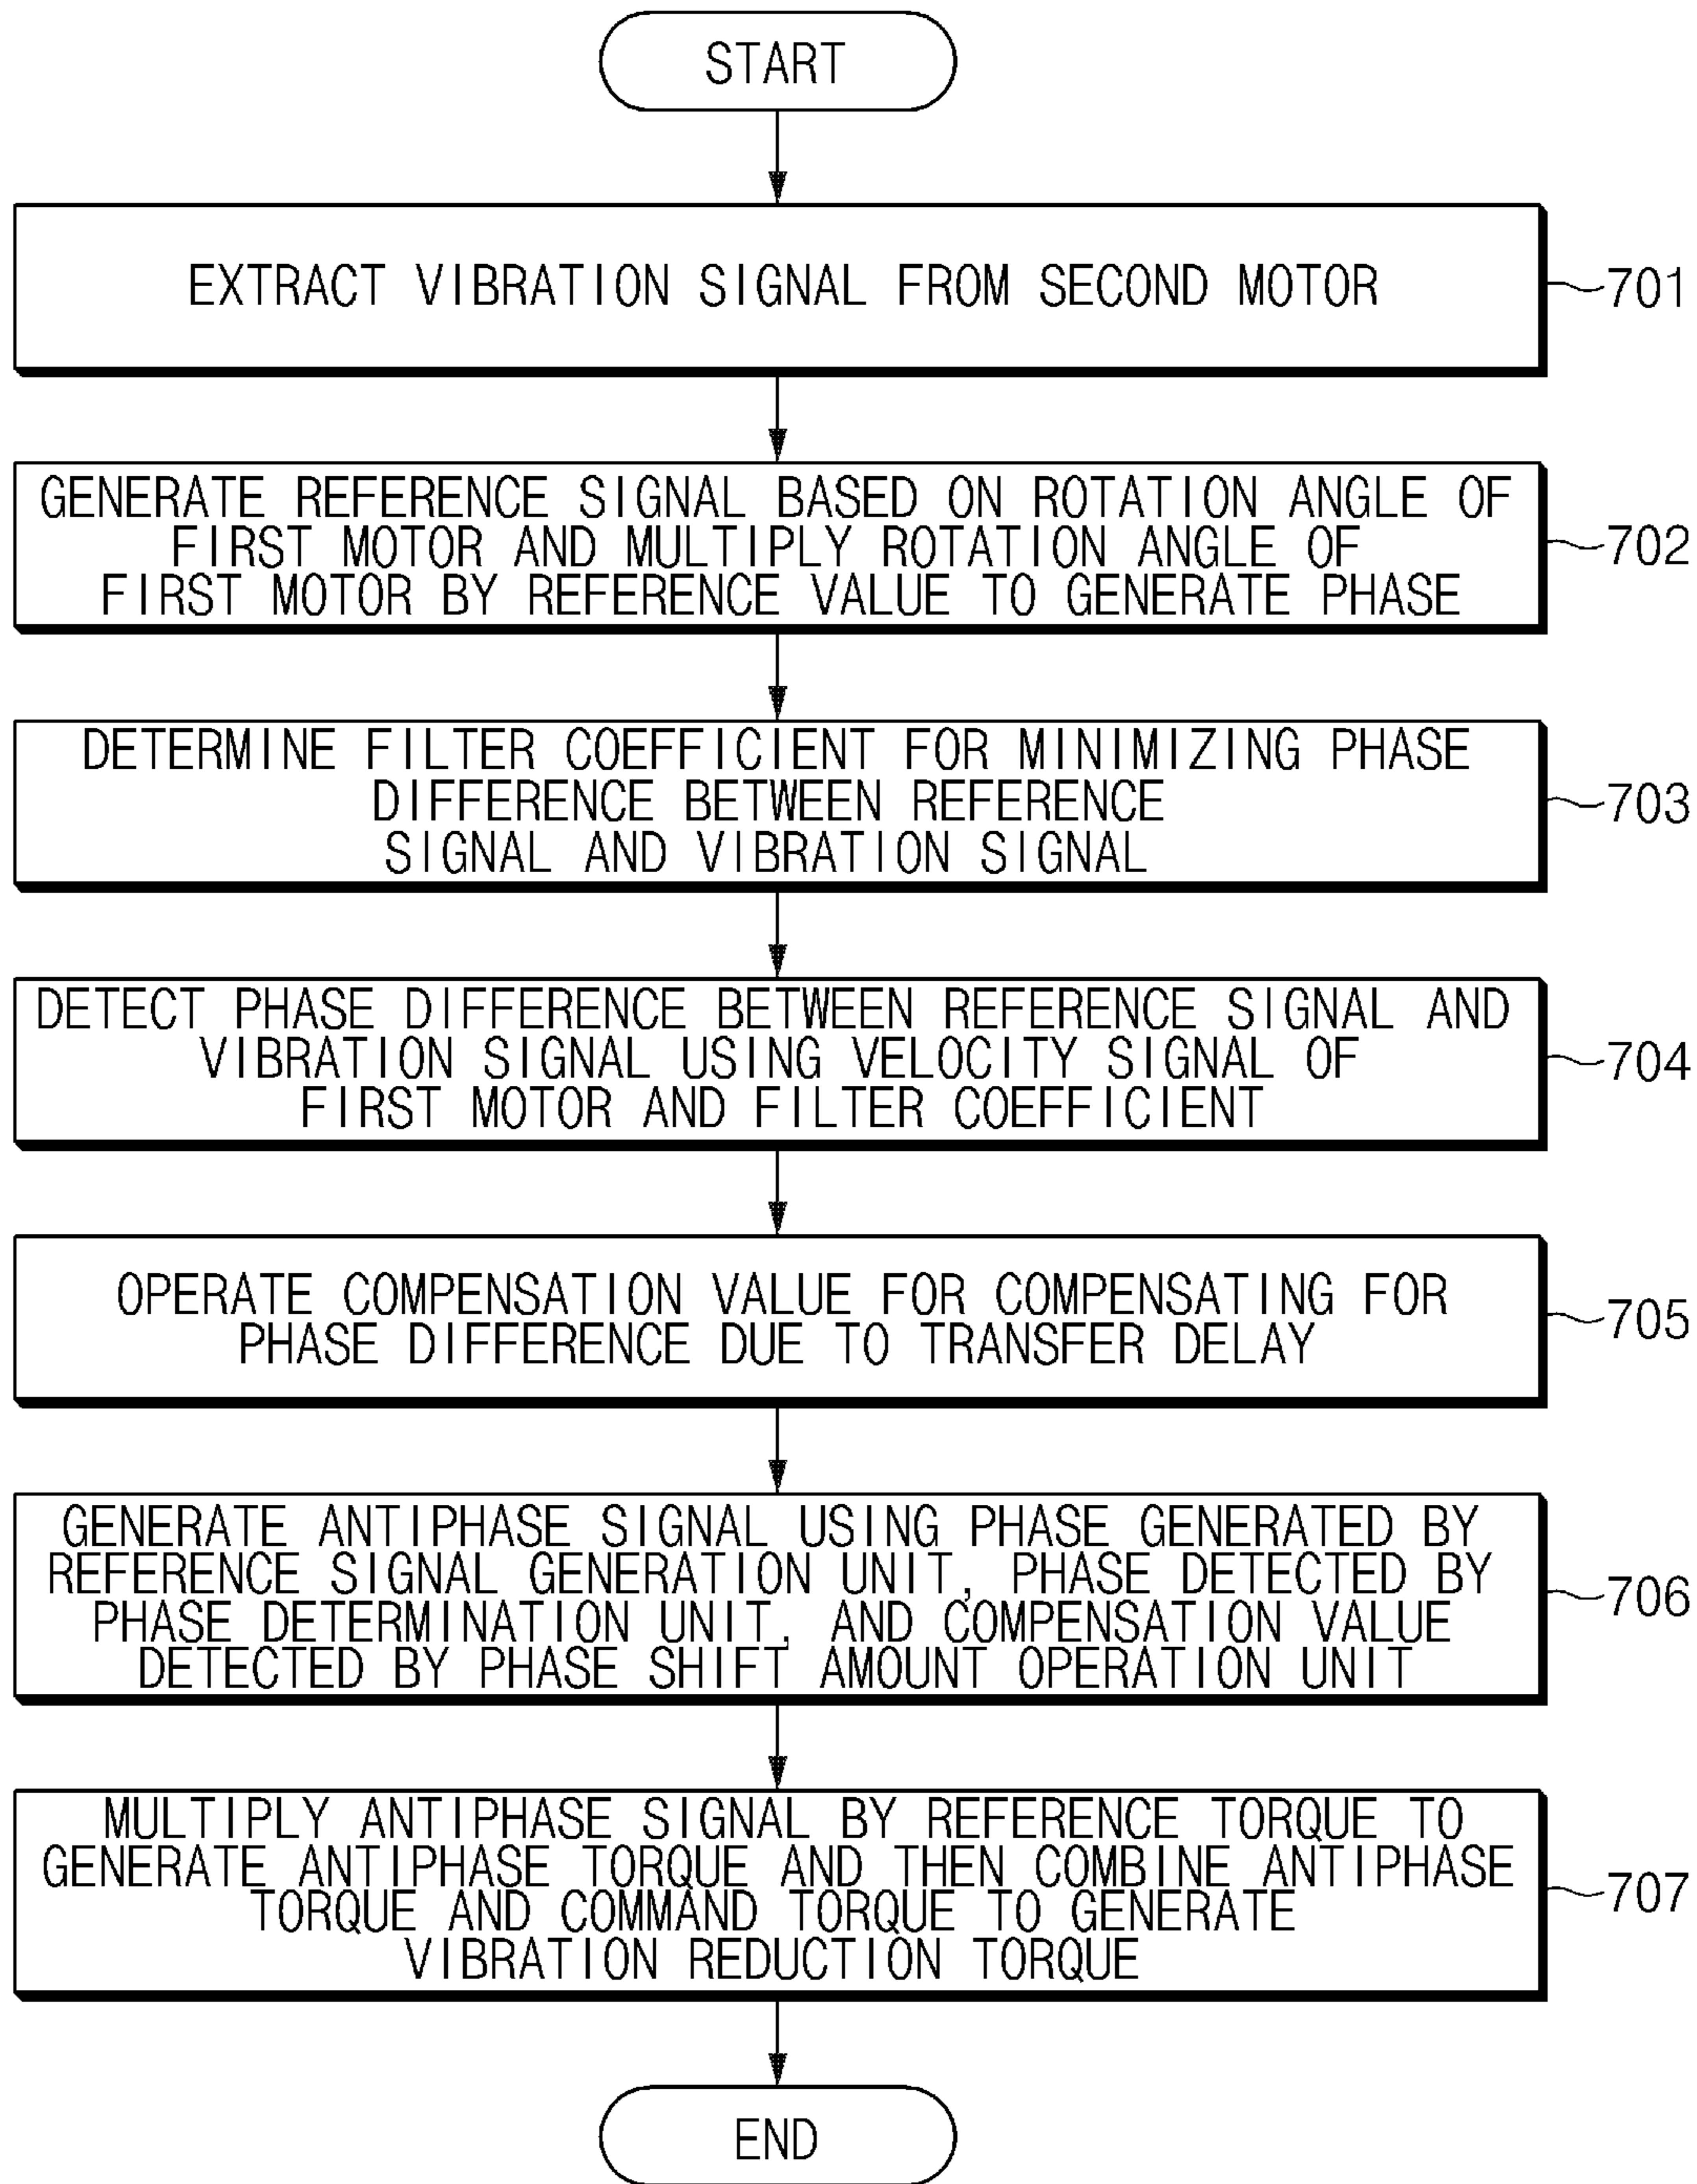 START
EXTRACT VIBRATION SIGNAL FROM SECOND MOTOR
701
GENERATE REFERENCE SIGNAL BASED ON ROTATION ANGLE OF
FIRST MOTOR AND MULTIPLY ROTATION ANGLE OF
FIRST MOTOR BY REFERENCE VALUE TO GENERATE PHASE
702
DETERMINE FILTER COEFFICIENT FOR MINIMIZING PHASE
DIFFERENCE BETWEEN REFERENCE
SIGNAL AND VIBRATION SIGNAL
703
DETECT PHASE DIFFERENCE BETWEEN REFERENCE SIGNAL AND
VIBRATION SIGNAL USING VELOCITY SIGNAL OF
FIRST MOTOR AND FILTER COEFFICIENT
704
OPERATE COMPENSATION VALUE FOR COMPENSATING FOR
PHASE DIFFERENCE DUE TO TRANSFER DELAY
705
GENERATE ANTIPHASE SIGNAL USING PHASE GENERATED BY
REFERENCE SIGNAL GENERATION UNIT, PHASE DETECTED BY
PHASE DETERMINATION UNIT, AND COMPENSATION VALUE
DETECTED BY PHASE SHIFT AMOUNT OPERATION UNIT
706
MULTIPLY ANTIPHASE SIGNAL BY REFERENCE TORQUE TO
GENERATE ANTIPHASE TORQUE AND THEN COMBINE ANTIPHASE
TORQUE AND COMMAND TORQUE TO GENERATE
VIBRATION REDUCTION TORQUE
707
END